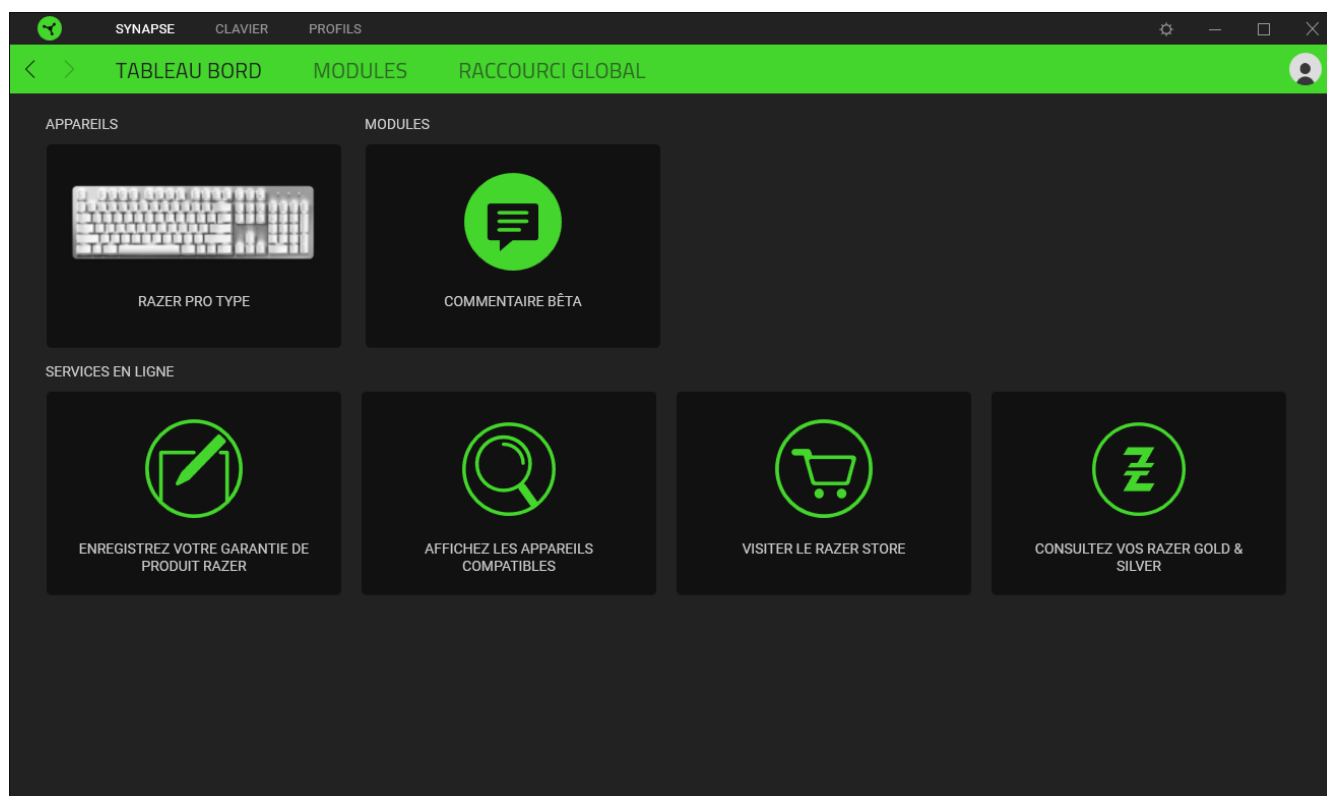 SYNAPSE CLAVIER PROFILS
TABLEAU BORD MODULES RACCOURCI GLOBAL
APPAREILS MODULES
RAZER PRO TYPE COMMENTAIRE BÊTA
SERVICES EN LIGNE
ENREGISTREZ VOTRE GARANTIE DE
PRODUIT RAZER
AFFICHEZ LES APPAREILS
COMPATIBLES
VISITER LE RAZER STORE
CONSULTEZ VOS RAZER GOLD &
SILVER